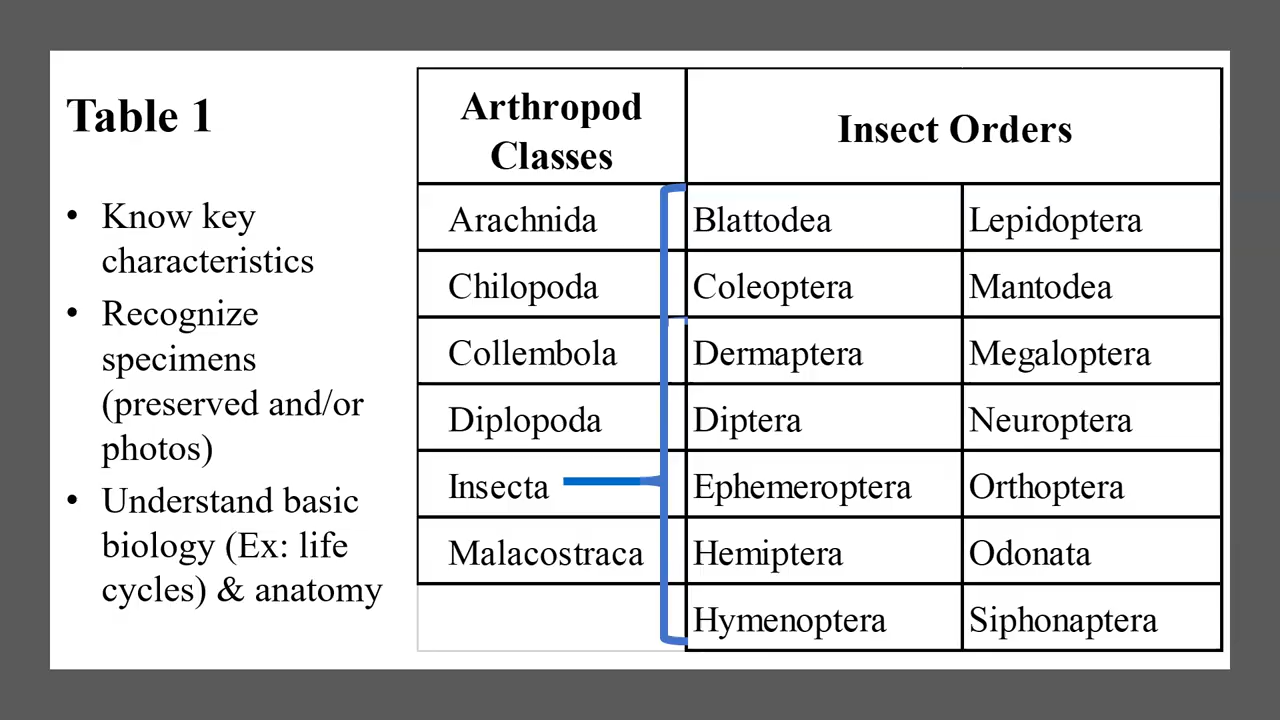 Table 1
• Know key
characteristics
• Recognize
specimens
(preserved and/or
photos)
• Understand basic
biology (Ex: life
cycles) & anatomy
Arthropod
Classes
Insect Orders
Arachnida
Blattodea
Lepidoptera
Chilopoda
Coleoptera
Mantodea
Collembola
Dermaptera
Megaloptera
Diplopoda
Diptera
Neuroptera
Insecta
Ephemeroptera
Orthoptera
Malacostraca
Hemiptera
Odonata
Hymenoptera
Siphonaptera